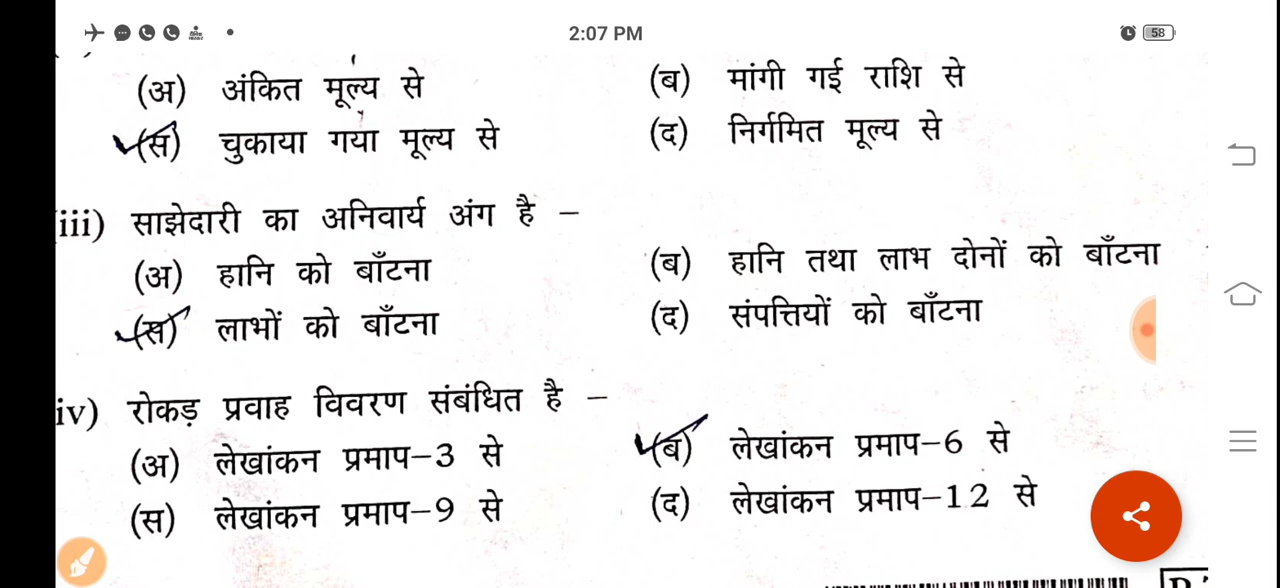 2:07 PM
58
(अ) अंकित मूल्य से (ब) मांगी गई राशि से
(स) चुकाया गया मूल्य से (द) निर्गमित मूल्य से
iii) साझेदारी का अनिवार्य अंग है –
(अ) हानि को बाँटना (ब) हानि तथा लाभ दोनों को बाँटना
(स) लाभों को बाँटना (द) संपत्तियों को बाँटना
iv) रोकड़ प्रवाह विवरण संबंधित है –
(अ) लेखांकन प्रमाप–3 से (ब) लेखांकन प्रमाप–6 से
(स) लेखांकन प्रमाप–9 से (द) लेखांकन प्रमाप–12 से